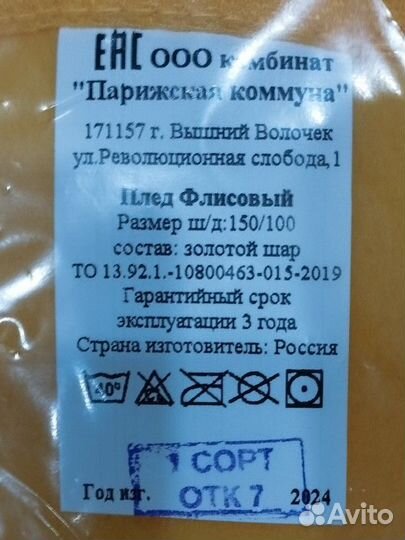 ЕАС ООО комбинат
"Парижская коммуна"
171157 г. Вышний Волочек
ул.Революционная слобода,1
Плед Флисовый
Размер ш/д:150/100
состав: золотой шар
ТО 13.92.1.-10800463-015-2019
Гарантийный срок
эксплуатации 3 года
Страна изготовитель: Россия
40°
1 СОРТ
ОТК 7
Год изг. 2024
Avito